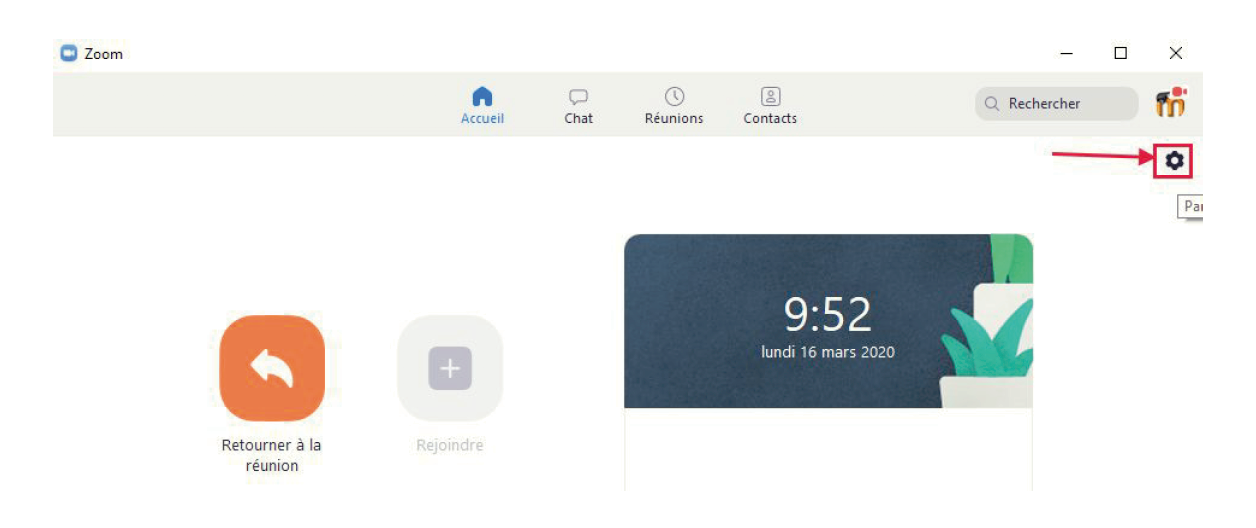 Zoom
Accueil
Chat
Réunions
Contacts
Rechercher
9:52
lundi 16 mars 2020
Retourner à la
réunion
Rejoindre